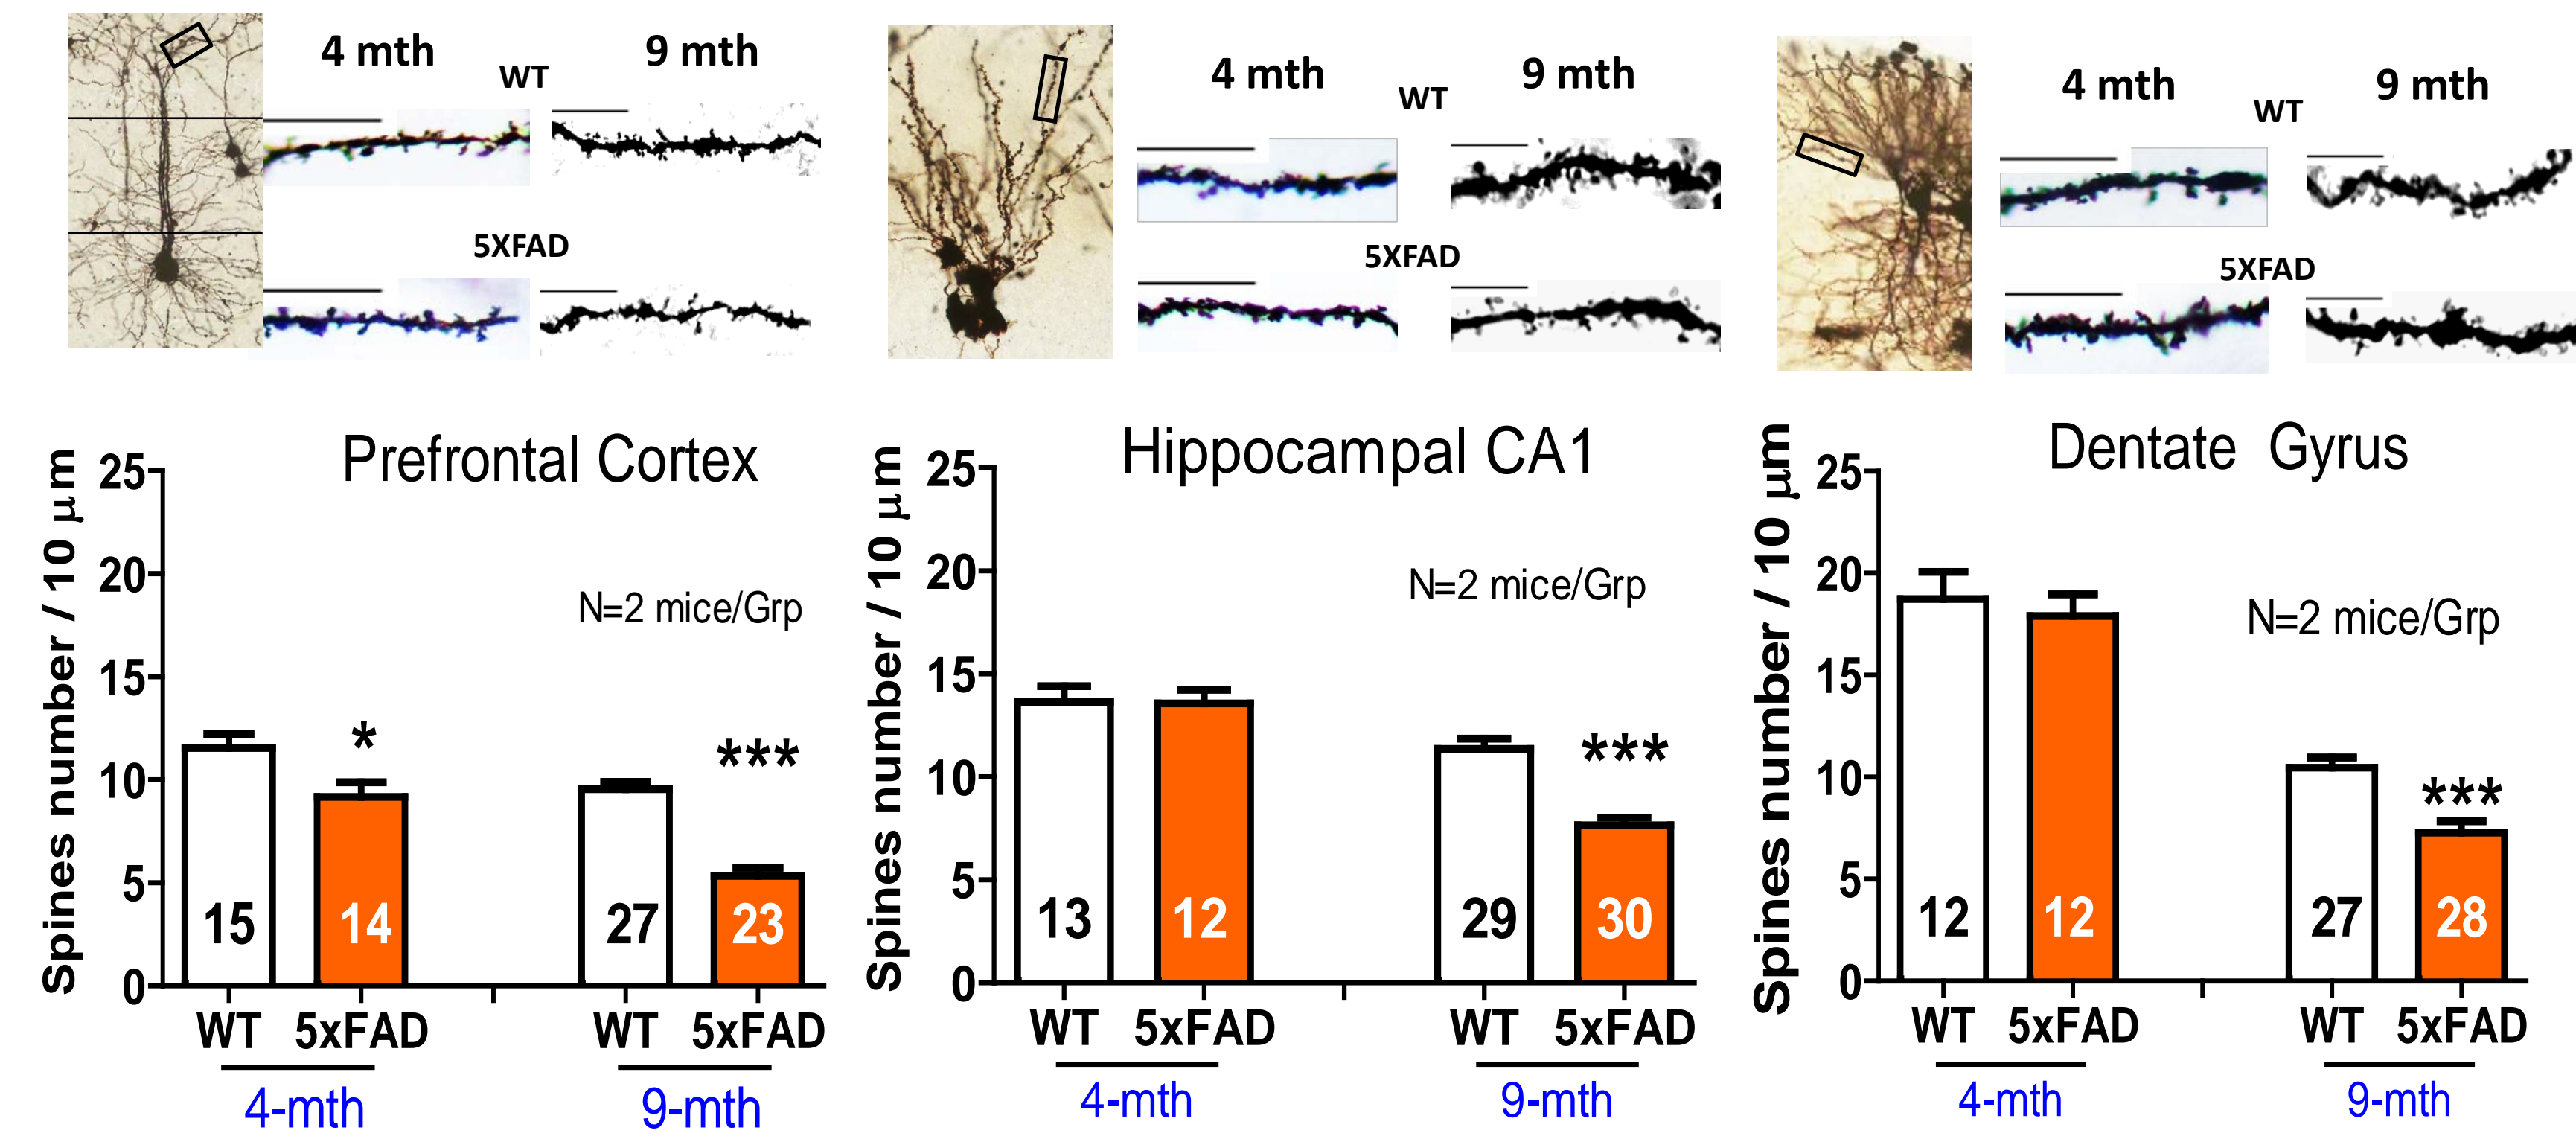 4 mth
9 mth
WT
5XFAD
4 mth
9 mth
WT
5XFAD
4 mth
9 mth
WT
5XFAD
Prefrontal Cortex
Spines number / 10 µm
25
20
15
10
5
0
N=2 mice/Grp
*
***
15
14
27
23
WT
5xFAD
WT
5xFAD
4-mth
9-mth
Hippocampal CA1
Spines number / 10 µm
25
20
15
10
5
0
N=2 mice/Grp
***
13
12
29
30
WT
5xFAD
WT
5xFAD
4-mth
9-mth
Dentate Gyrus
Spines number / 10 µm
25
20
15
10
5
0
N=2 mice/Grp
***
12
12
27
28
WT
5xFAD
WT
5xFAD
4-mth
9-mth